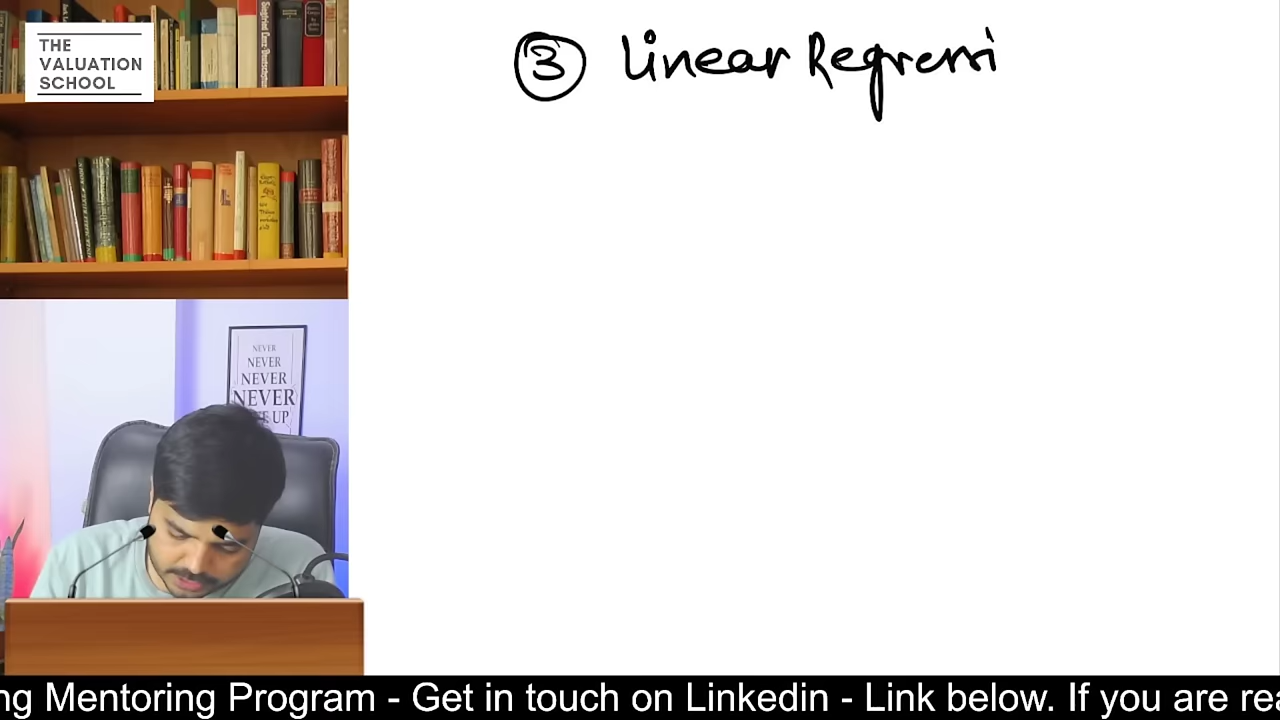 THE
VALUATION
SCHOOL
3 Linear Regressi
NEVER
NEVER
NEVER
NEVER
UP
ng Mentoring Program - Get in touch on Linkedin - Link below. If you are rea